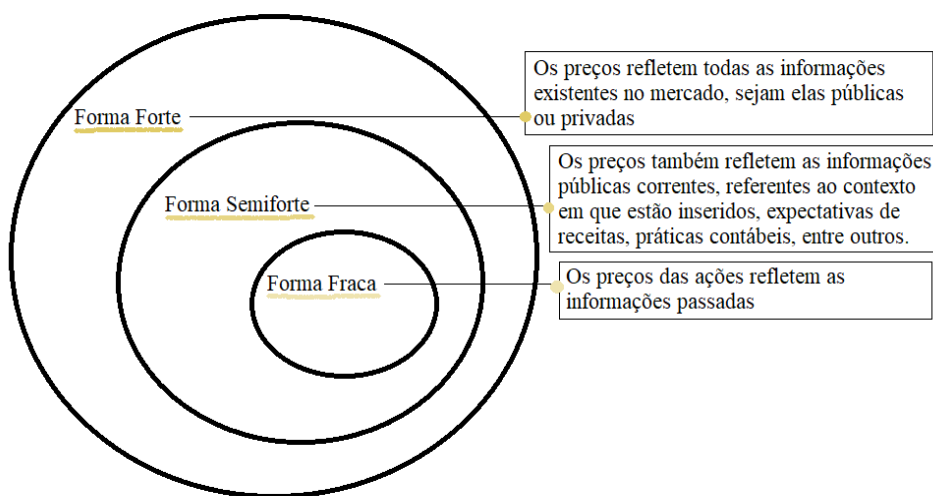 Forma Forte
Os preços refletem todas as informações
existentes no mercado, sejam elas públicas
ou privadas
Forma Semiforte
Os preços também refletem as informações
públicas correntes, referentes ao contexto
em que estão inseridos, expectativas de
receitas, práticas contábeis, entre outros.
Forma Fraca
Os preços das ações refletem as
informações passadas